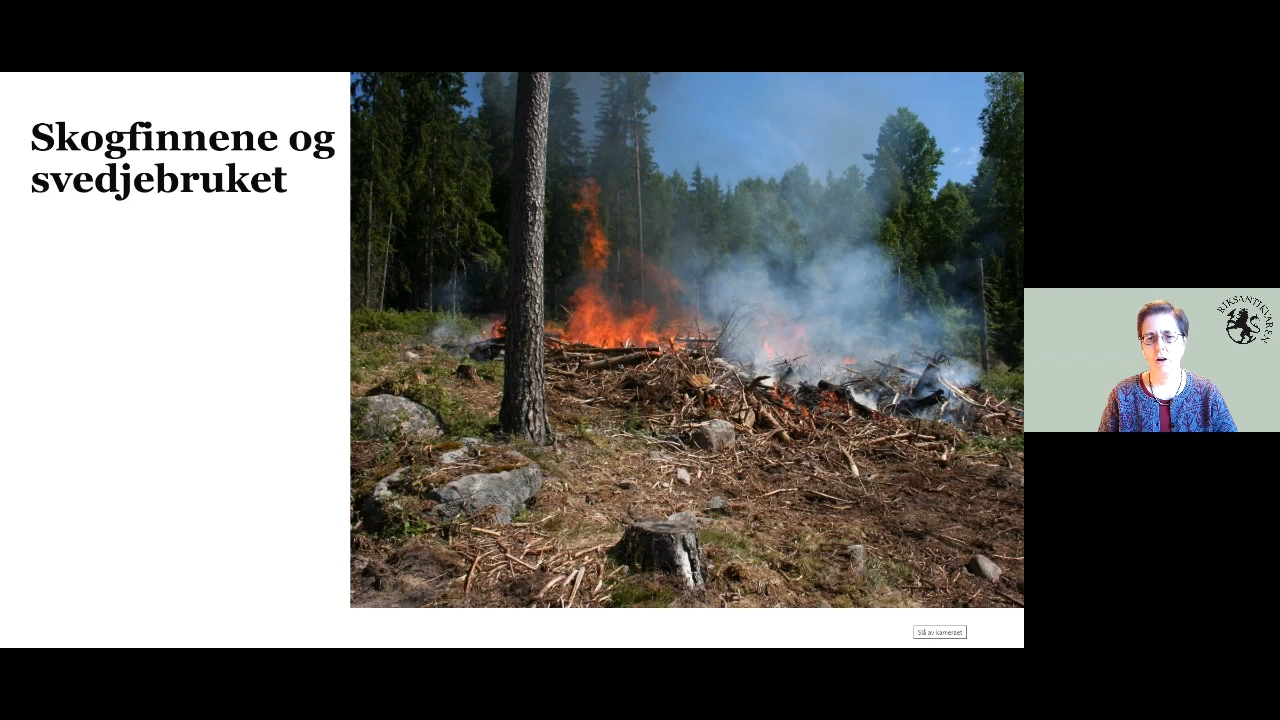 Skogfinnene og
svedjebruket
RIKSANTIKVAREN
Slå av kameraet